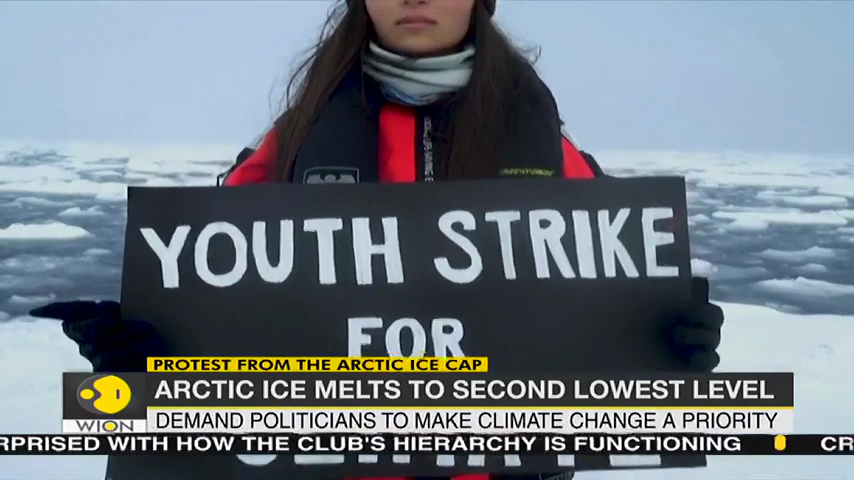 YOUTH STRIKE
FOR
PROTEST FROM THE ARCTIC ICE CAP
ARCTIC ICE MELTS TO SECOND LOWEST LEVEL
WION
DEMAND POLITICIANS TO MAKE CLIMATE CHANGE A PRIORITY
RPRISED WITH HOW THE CLUB'S HIERARCHY IS FUNCTIONING CR